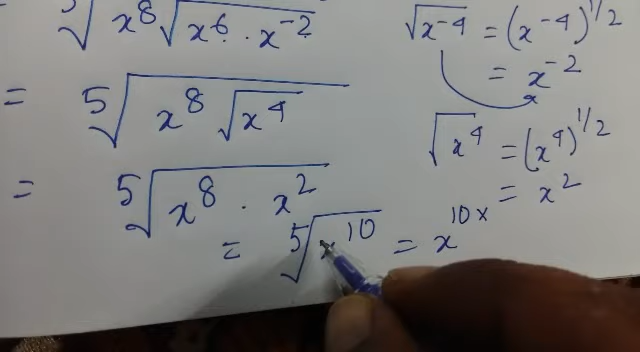 ⁵√(x⁸√(x⁶ · x⁻²))
= ⁵√(x⁸√(x⁴))
= ⁵√(x⁸ · x²)
= ⁵√(x¹⁰) = x^(10×
√(x⁻⁴) = (x⁻⁴)^(1/2)
= x⁻²
√(x⁴) = (x⁴)^(1/2)
= x²